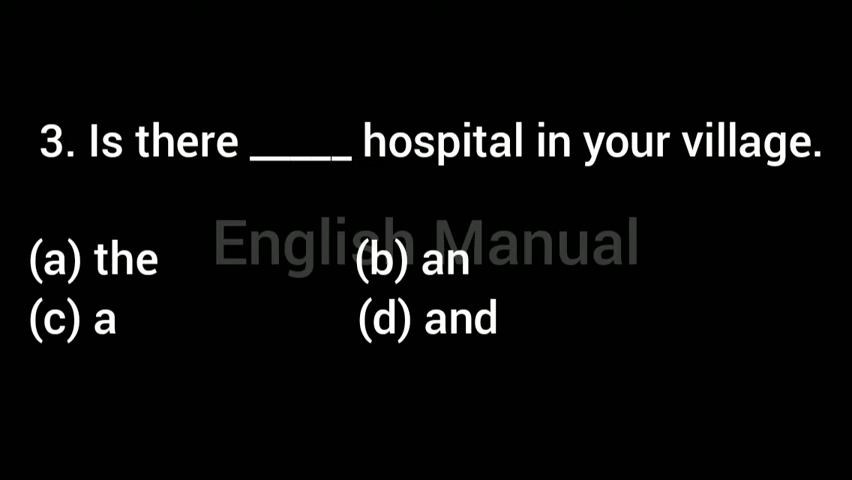 3. Is there _____ hospital in your village.
English Manual
(a) the (b) an
(c) a (d) and